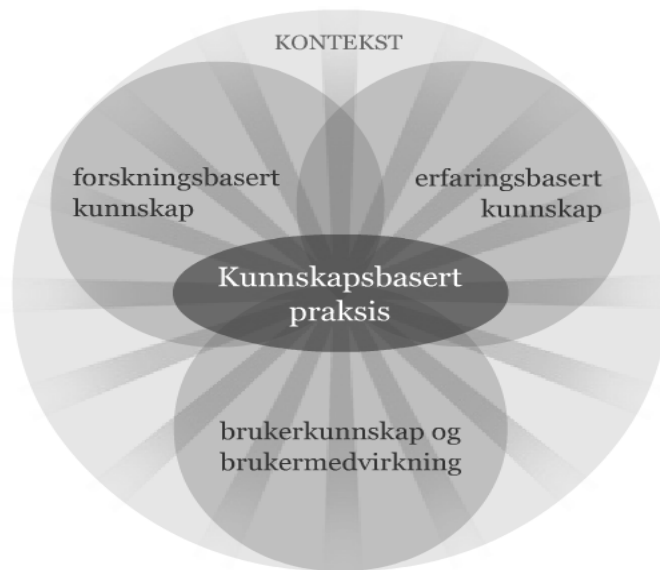 KONTEKST
forskningsbasert
kunnskap
erfaringsbasert
kunnskap
Kunnskapsbasert
praksis
brukerkunnskap og
brukermedvirkning